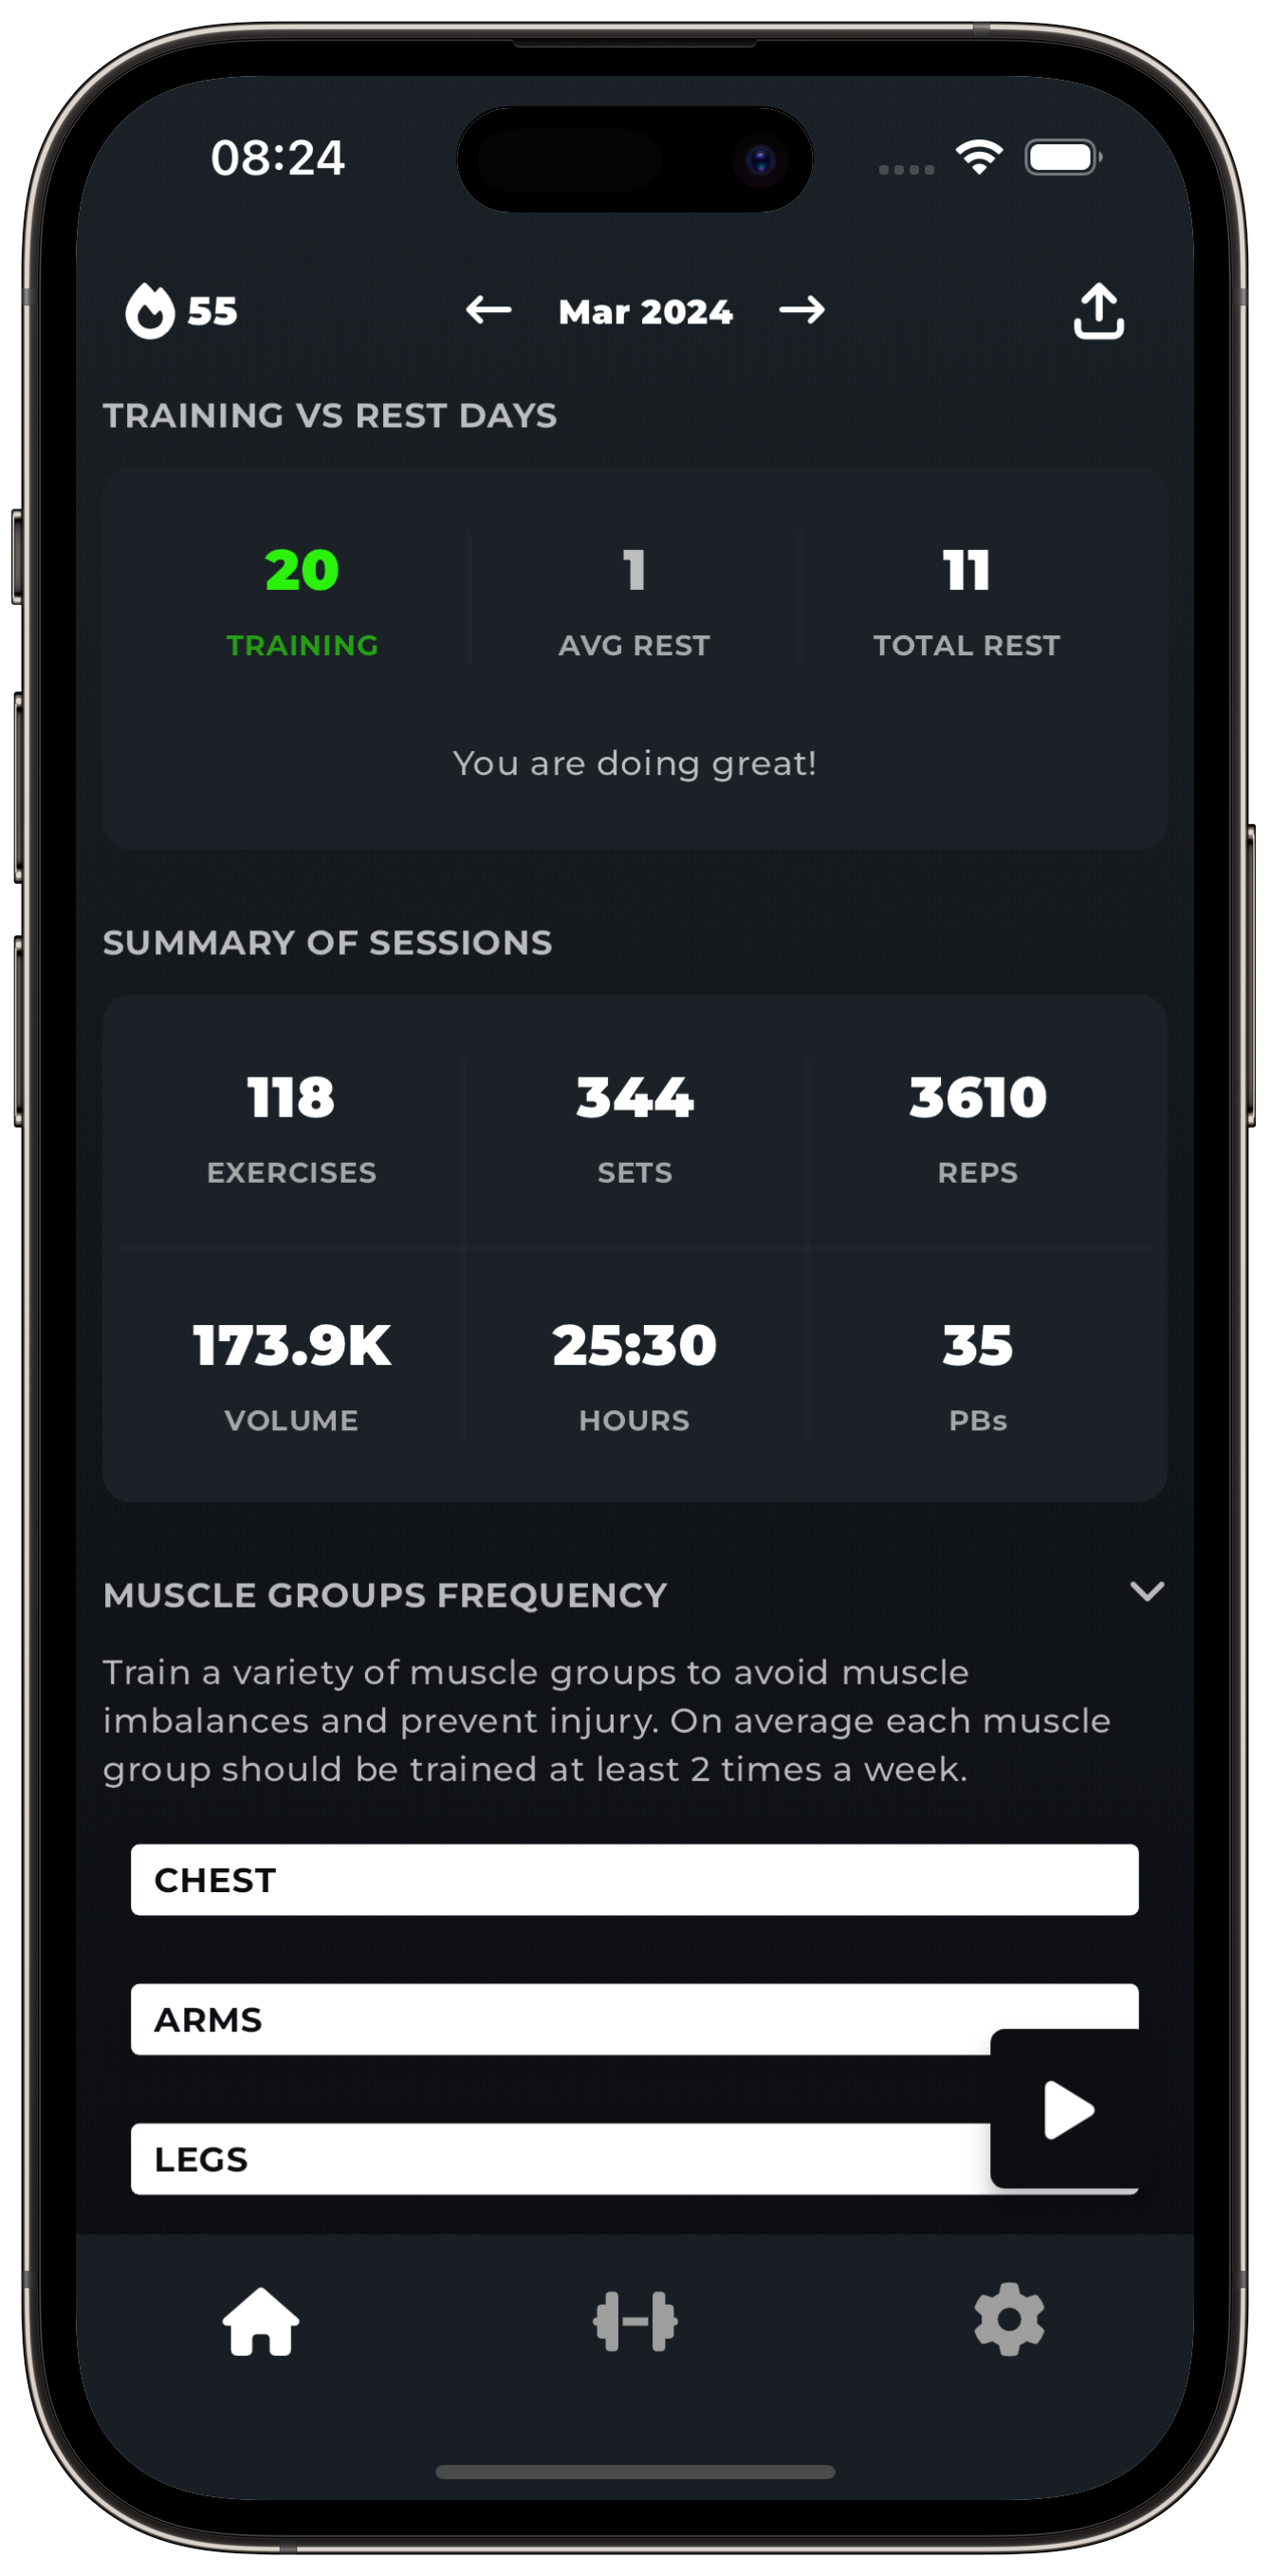 08:24
55
Mar 2024
TRAINING VS REST DAYS
20
1
11
TRAINING
AVG REST
TOTAL REST
You are doing great!
SUMMARY OF SESSIONS
118
344
3610
EXERCISES
SETS
REPS
173.9K
25:30
35
VOLUME
HOURS
PBs
MUSCLE GROUPS FREQUENCY
Train a variety of muscle groups to avoid muscle
imbalances and prevent injury. On average each muscle
group should be trained at least 2 times a week.
CHEST
ARMS
LEGS